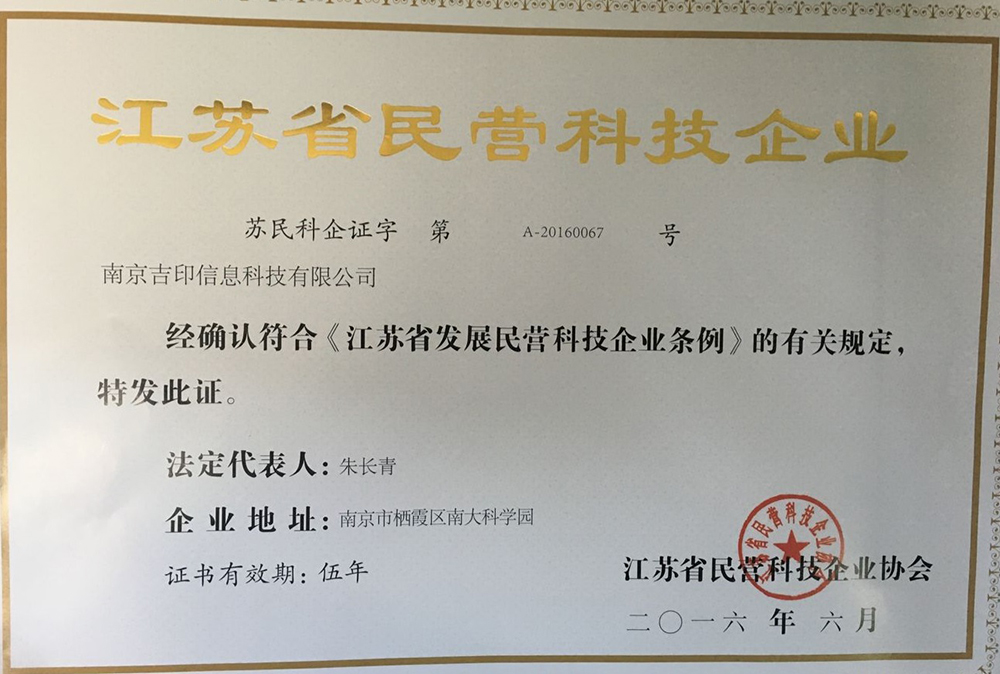 江苏省民营科技企业
苏民科企证字 第 A-20160067 号
南京吉印信息科技有限公司
经确认符合《江苏省发展民营科技企业条例》的有关规定，
特发此证。
法定代表人：朱长青
企业地址：南京市栖霞区南大科学园
证书有效期：伍年
江苏省民营科技企业协会
二〇一六年六月